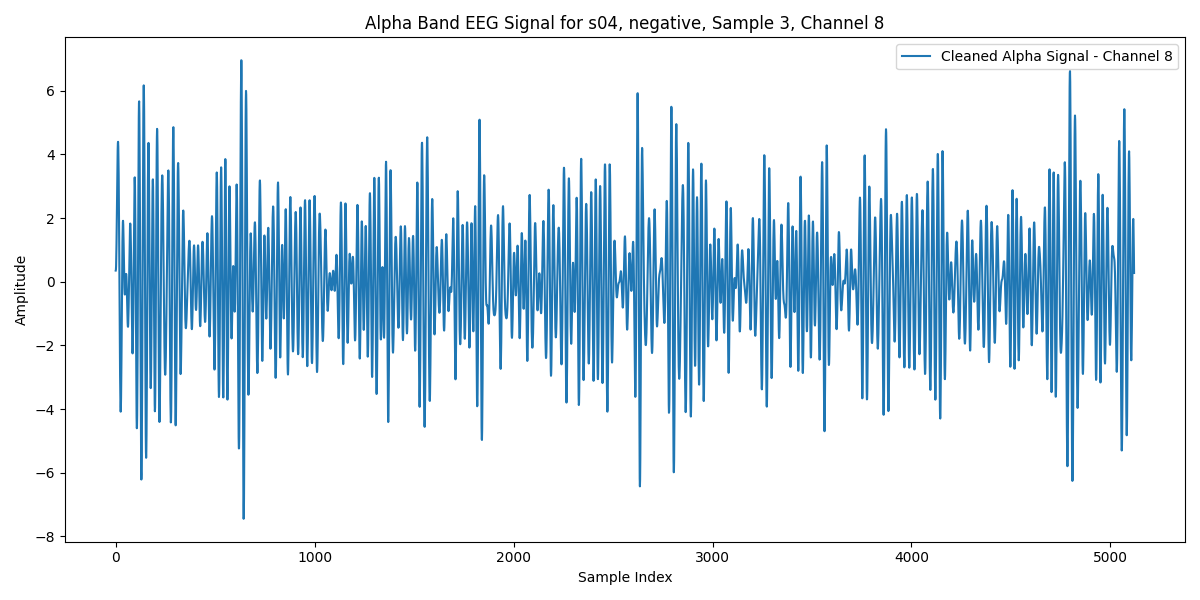 Alpha Band EEG Signal for s04, negative, Sample 3, Channel 8
Cleaned Alpha Signal - Channel 8
Amplitude
6
4
2
0
−2
−4
−6
−8
0 1000 2000 3000 4000 5000
Sample Index